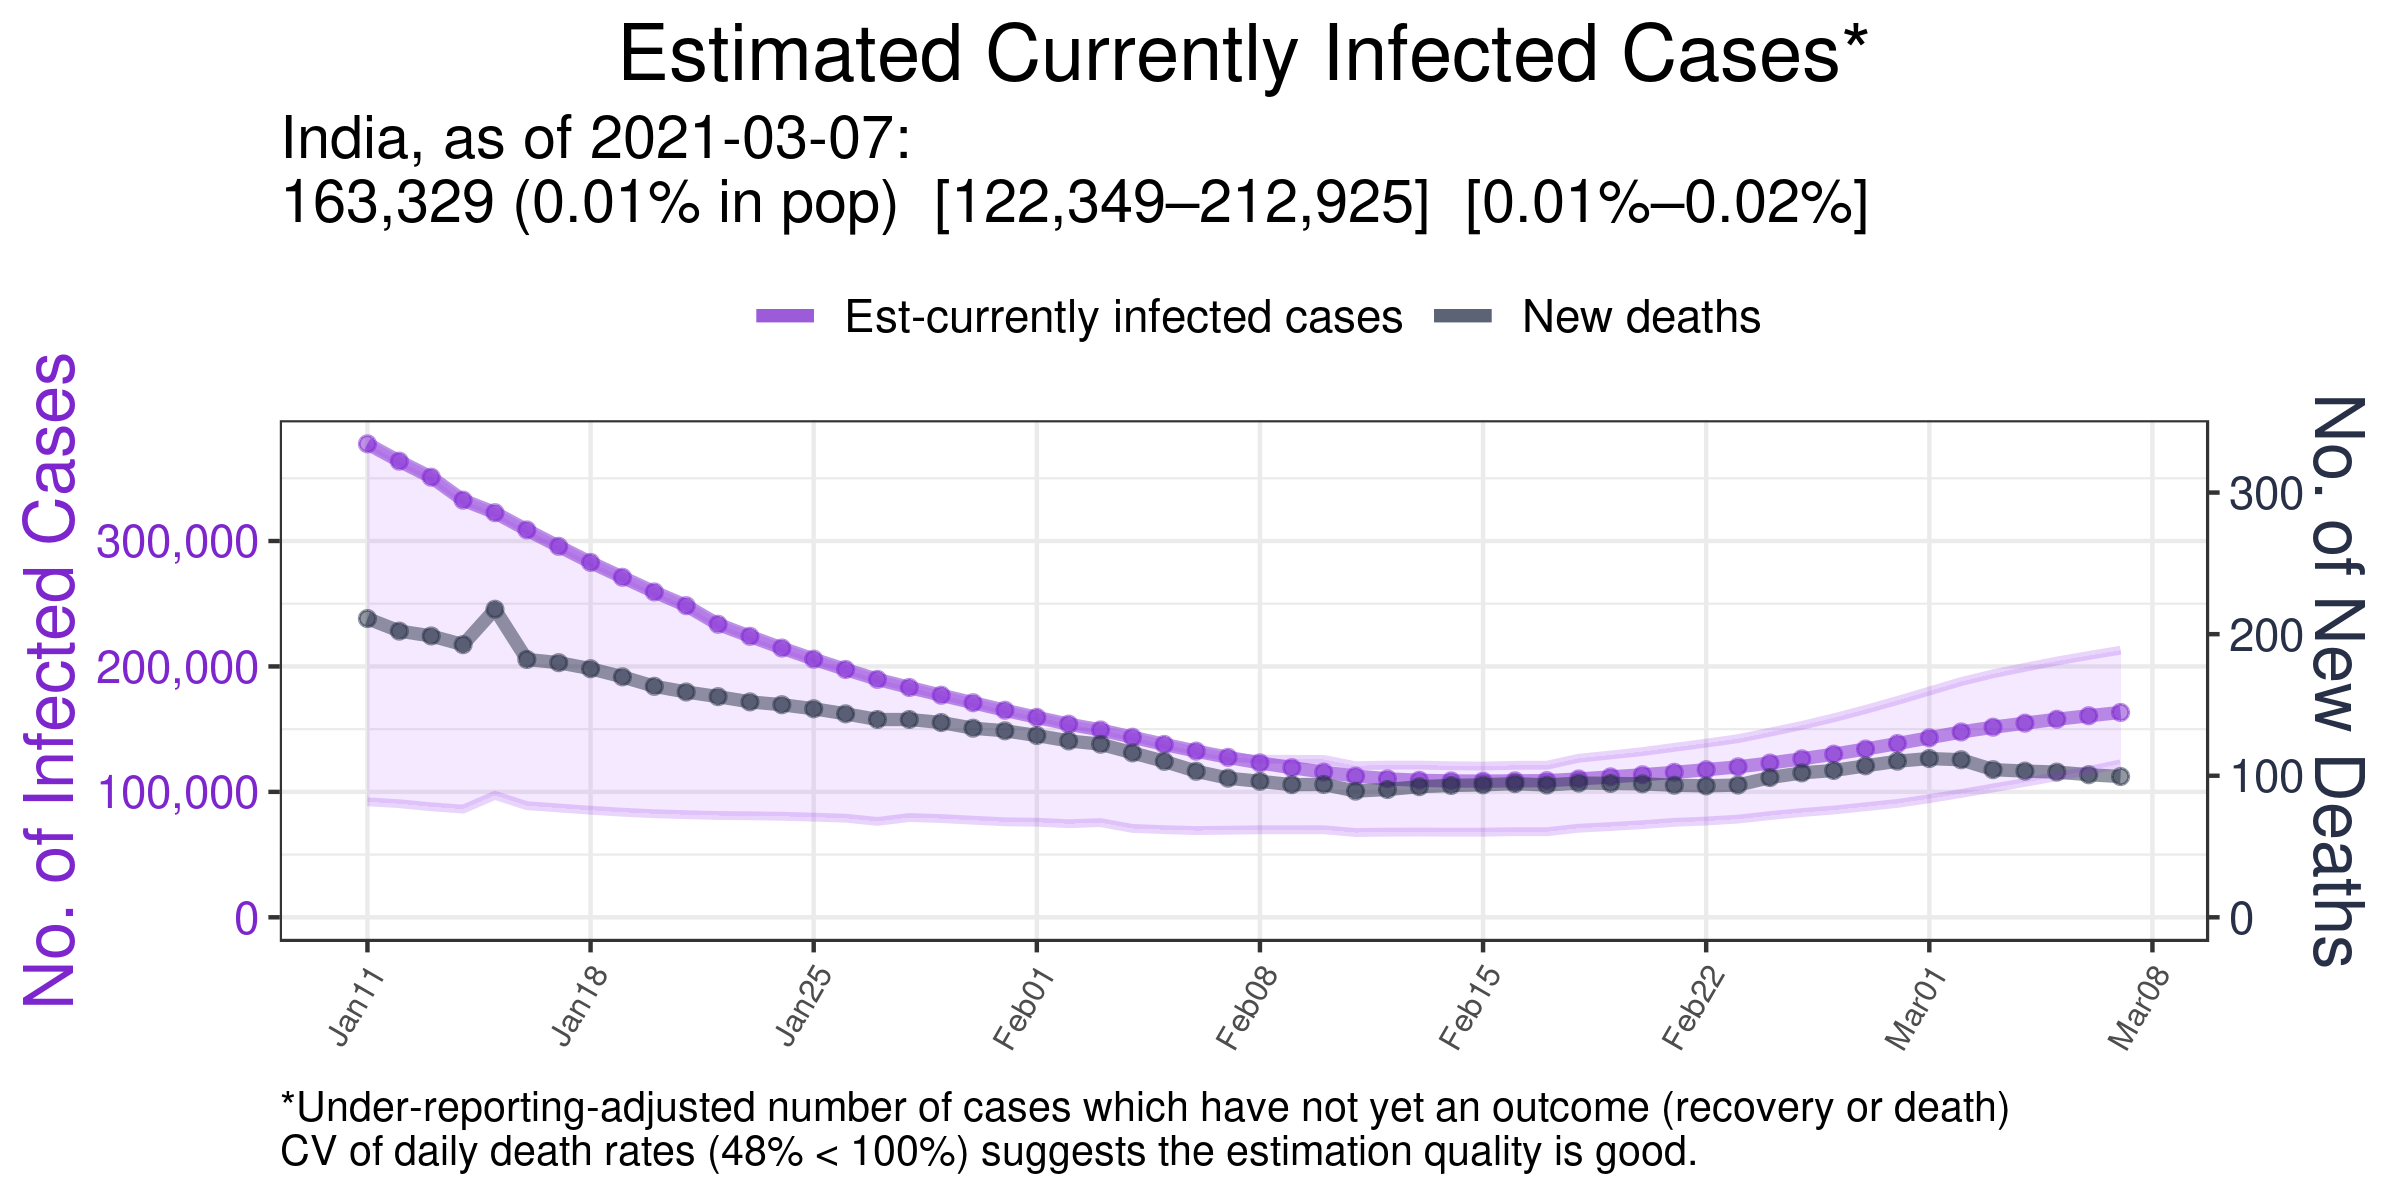 Estimated Currently Infected Cases*
India, as of 2021-03-07:
163,329 (0.01% in pop)  [122,349–212,925]  [0.01%–0.02%]
Est-currently infected cases
New deaths
No. of Infected Cases
300,000
200,000
100,000
0
300
200
100
0
No. of New Deaths
Jan11
Jan18
Jan25
Feb01
Feb08
Feb15
Feb22
Mar01
Mar08
*Under-reporting-adjusted number of cases which have not yet an outcome (recovery or death)
CV of daily death rates (48% < 100%) suggests the estimation quality is good.